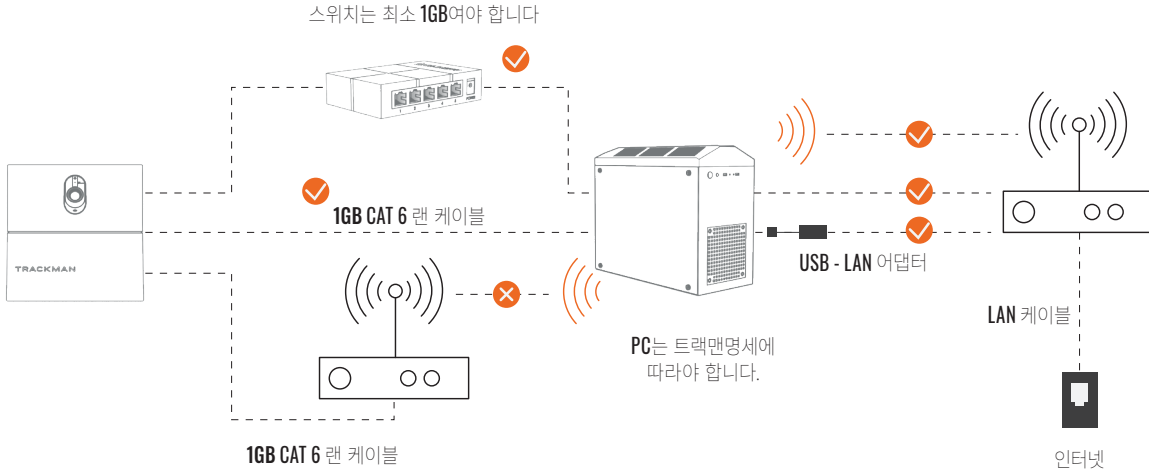 스위치는 최소 1GB여야 합니다
1GB CAT 6 랜 케이블
TRACKMAN
USB - LAN 어댑터
LAN 케이블
PC는 트랙맨명세에
따라야 합니다.
1GB CAT 6 랜 케이블
인터넷